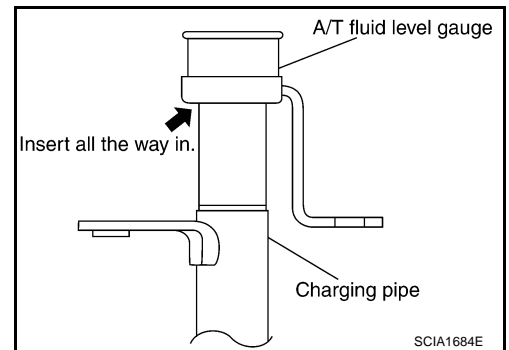 A/T fluid level gauge
Insert all the way in.
Charging pipe
SCIA1684E